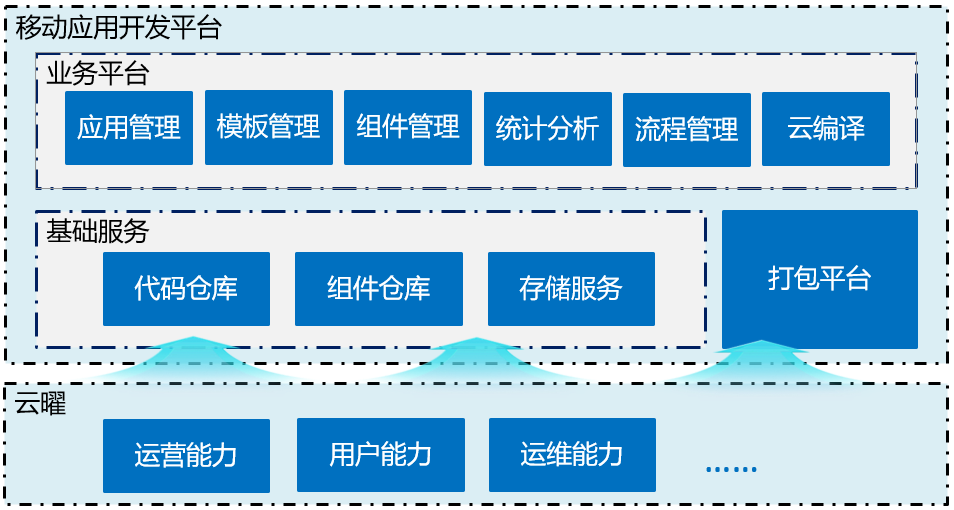 移动应用开发平台
业务平台
应用管理
模板管理
组件管理
统计分析
流程管理
云编译
基础服务
代码仓库
组件仓库
存储服务
打包平台
云曜
运营能力
用户能力
运维能力
……